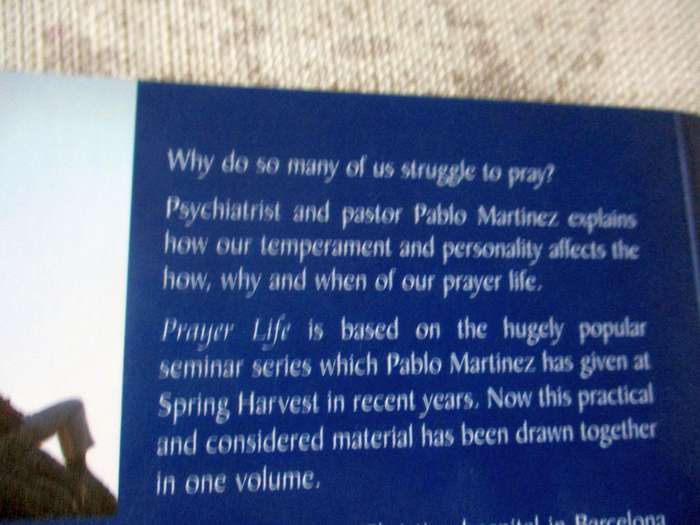 Why do so many of us struggle to pray?
Psychiatrist and pastor Pablo Martinez explains
how our temperament and personality affects the
how, why and when of our prayer life.
Prayer Life is based on the hugely popular
seminar series which Pablo Martinez has given at
Spring Harvest in recent years. Now this practical
and considered material has been drawn together
in one volume.
in Barcelona